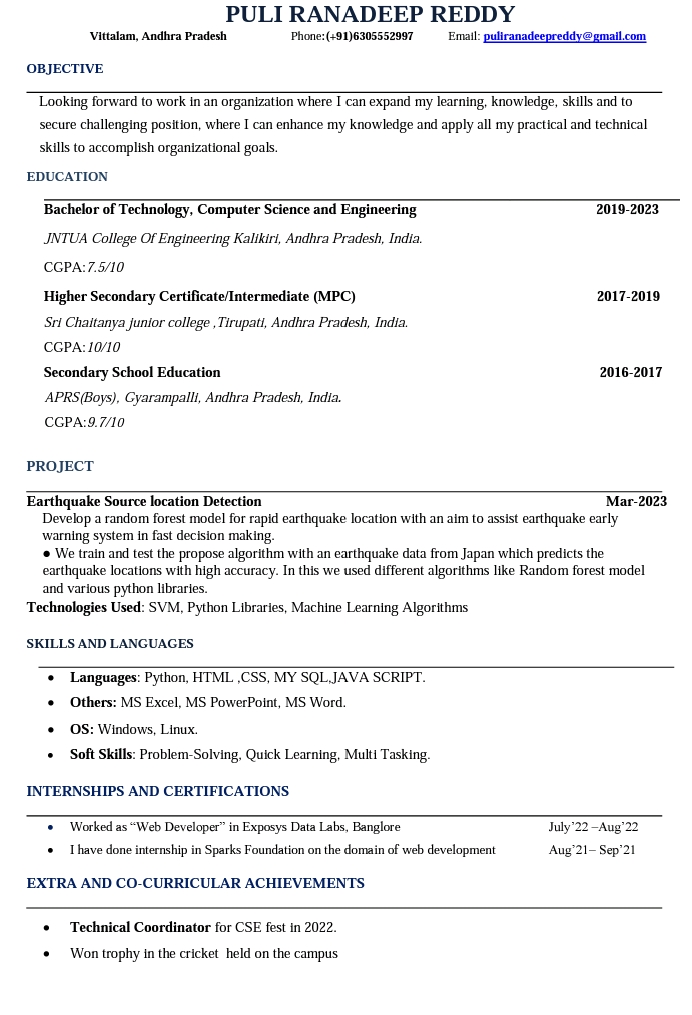 PULI RANADEEP REDDY
Vittalam, Andhra Pradesh Phone:(+91)6305552997 Email: puliranadeepreddy@gmail.com
OBJECTIVE
Looking forward to work in an organization where I can expand my learning, knowledge, skills and to
secure challenging position, where I can enhance my knowledge and apply all my practical and technical
skills to accomplish organizational goals.
EDUCATION
Bachelor of Technology, Computer Science and Engineering 2019-2023
JNTUA College Of Engineering Kalikiri, Andhra Pradesh, India.
CGPA:7.5/10
Higher Secondary Certificate/Intermediate (MPC) 2017-2019
Sri Chaitanya junior college ,Tirupati, Andhra Pradesh, India.
CGPA:10/10
Secondary School Education 2016-2017
APRS(Boys), Gyarampalli, Andhra Pradesh, India.
CGPA:9.7/10
PROJECT
Earthquake Source location Detection Mar-2023
Develop a random forest model for rapid earthquake location with an aim to assist earthquake early
warning system in fast decision making.
● We train and test the propose algorithm with an earthquake data from Japan which predicts the
earthquake locations with high accuracy. In this we used different algorithms like Random forest model
and various python libraries.
Technologies Used: SVM, Python Libraries, Machine Learning Algorithms
SKILLS AND LANGUAGES
• Languages: Python, HTML ,CSS, MY SQL,JAVA SCRIPT.
• Others: MS Excel, MS PowerPoint, MS Word.
• OS: Windows, Linux.
• Soft Skills: Problem-Solving, Quick Learning, Multi Tasking.
INTERNSHIPS AND CERTIFICATIONS
• Worked as “Web Developer” in Exposys Data Labs, Banglore July’22 –Aug’22
• I have done internship in Sparks Foundation on the domain of web development Aug’21– Sep’21
EXTRA AND CO-CURRICULAR ACHIEVEMENTS
• Technical Coordinator for CSE fest in 2022.
• Won trophy in the cricket held on the campus